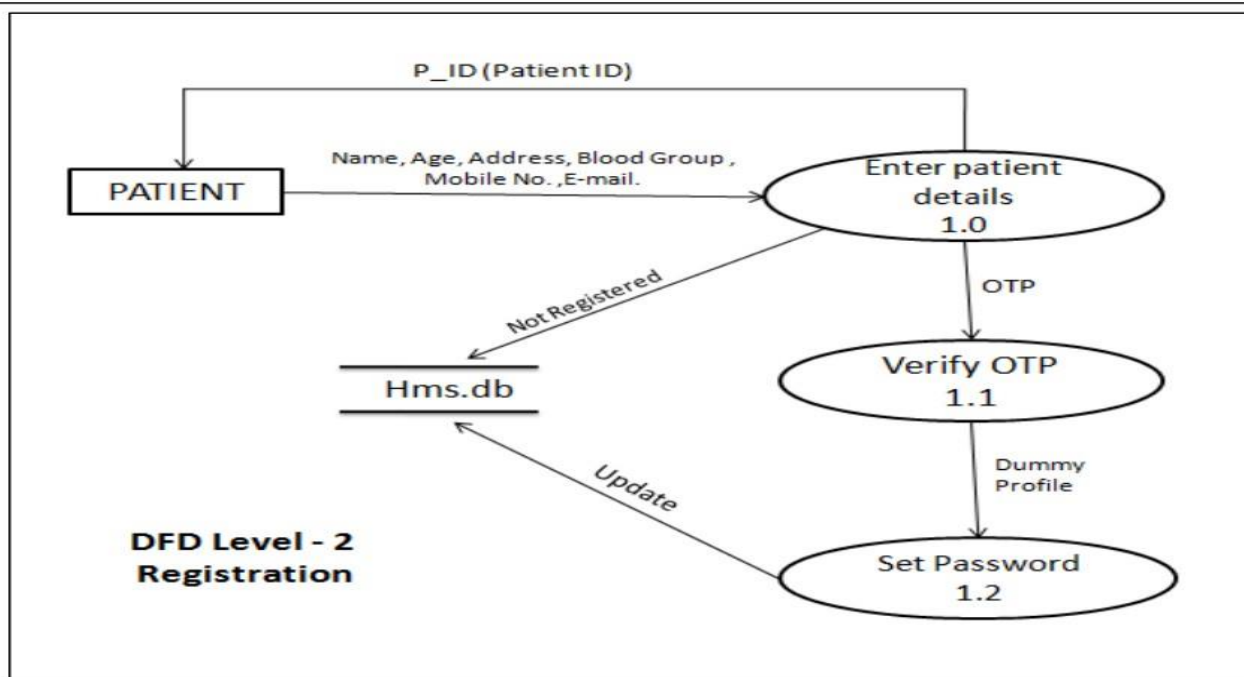 P_ID (Patient ID)
Name, Age, Address, Blood Group ,
Mobile No. ,E-mail.
PATIENT
Enter patient
details
1.0
Not Registered
OTP
Hms.db
Verify OTP
1.1
Update
Dummy
Profile
DFD Level - 2
Registration
Set Password
1.2